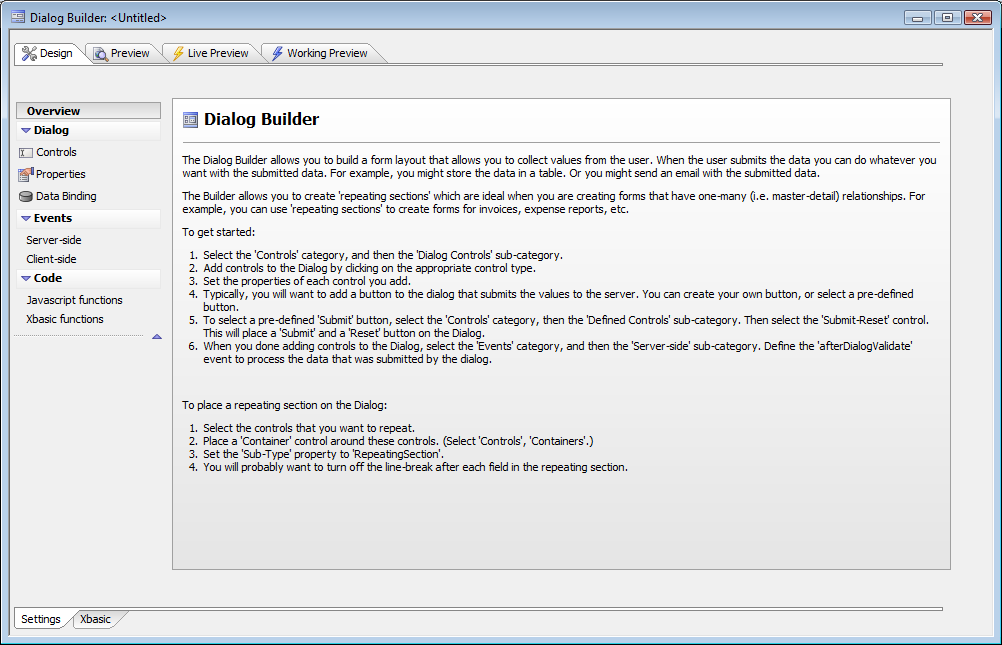 Dialog Builder: <Untitled>
Design
Preview
Live Preview
Working Preview
Overview
Dialog
Controls
Properties
Data Binding
Events
Server-side
Client-side
Code
Javascript functions
Xbasic functions
Dialog Builder
The Dialog Builder allows you to build a form layout that allows you to collect values from the user. When the user submits the data you can do whatever you
want with the submitted data. For example, you might store the data in a table. Or you might send an email with the submitted data.
The Builder allows you to create 'repeating sections' which are ideal when you are creating forms that have one-many (i.e. master-detail) relationships. For
example, you can use 'repeating sections' to create forms for invoices, expense reports, etc.
To get started:
1. Select the 'Controls' category, and then the 'Dialog Controls' sub-category.
2. Add controls to the Dialog by clicking on the appropriate control type.
3. Set the properties of each control you add.
4. Typically, you will want to add a button to the dialog that submits the values to the server. You can create your own button, or select a pre-defined
button.
5. To select a pre-defined 'Submit' button, select the 'Controls' category, then the 'Defined Controls' sub-category. Then select the 'Submit-Reset' control.
This will place a 'Submit' and a 'Reset' button on the Dialog.
6. When you done adding controls to the Dialog, select the 'Events' category, and then the 'Server-side' sub-category. Define the 'afterDialogValidate'
event to process the data that was submitted by the dialog.
To place a repeating section on the Dialog:
1. Select the controls that you want to repeat.
2. Place a 'Container' control around these controls. (Select 'Controls', 'Containers'.)
3. Set the 'Sub-Type' property to 'RepeatingSection'.
4. You will probably want to turn off the line-break after each field in the repeating section.
Settings
Xbasic